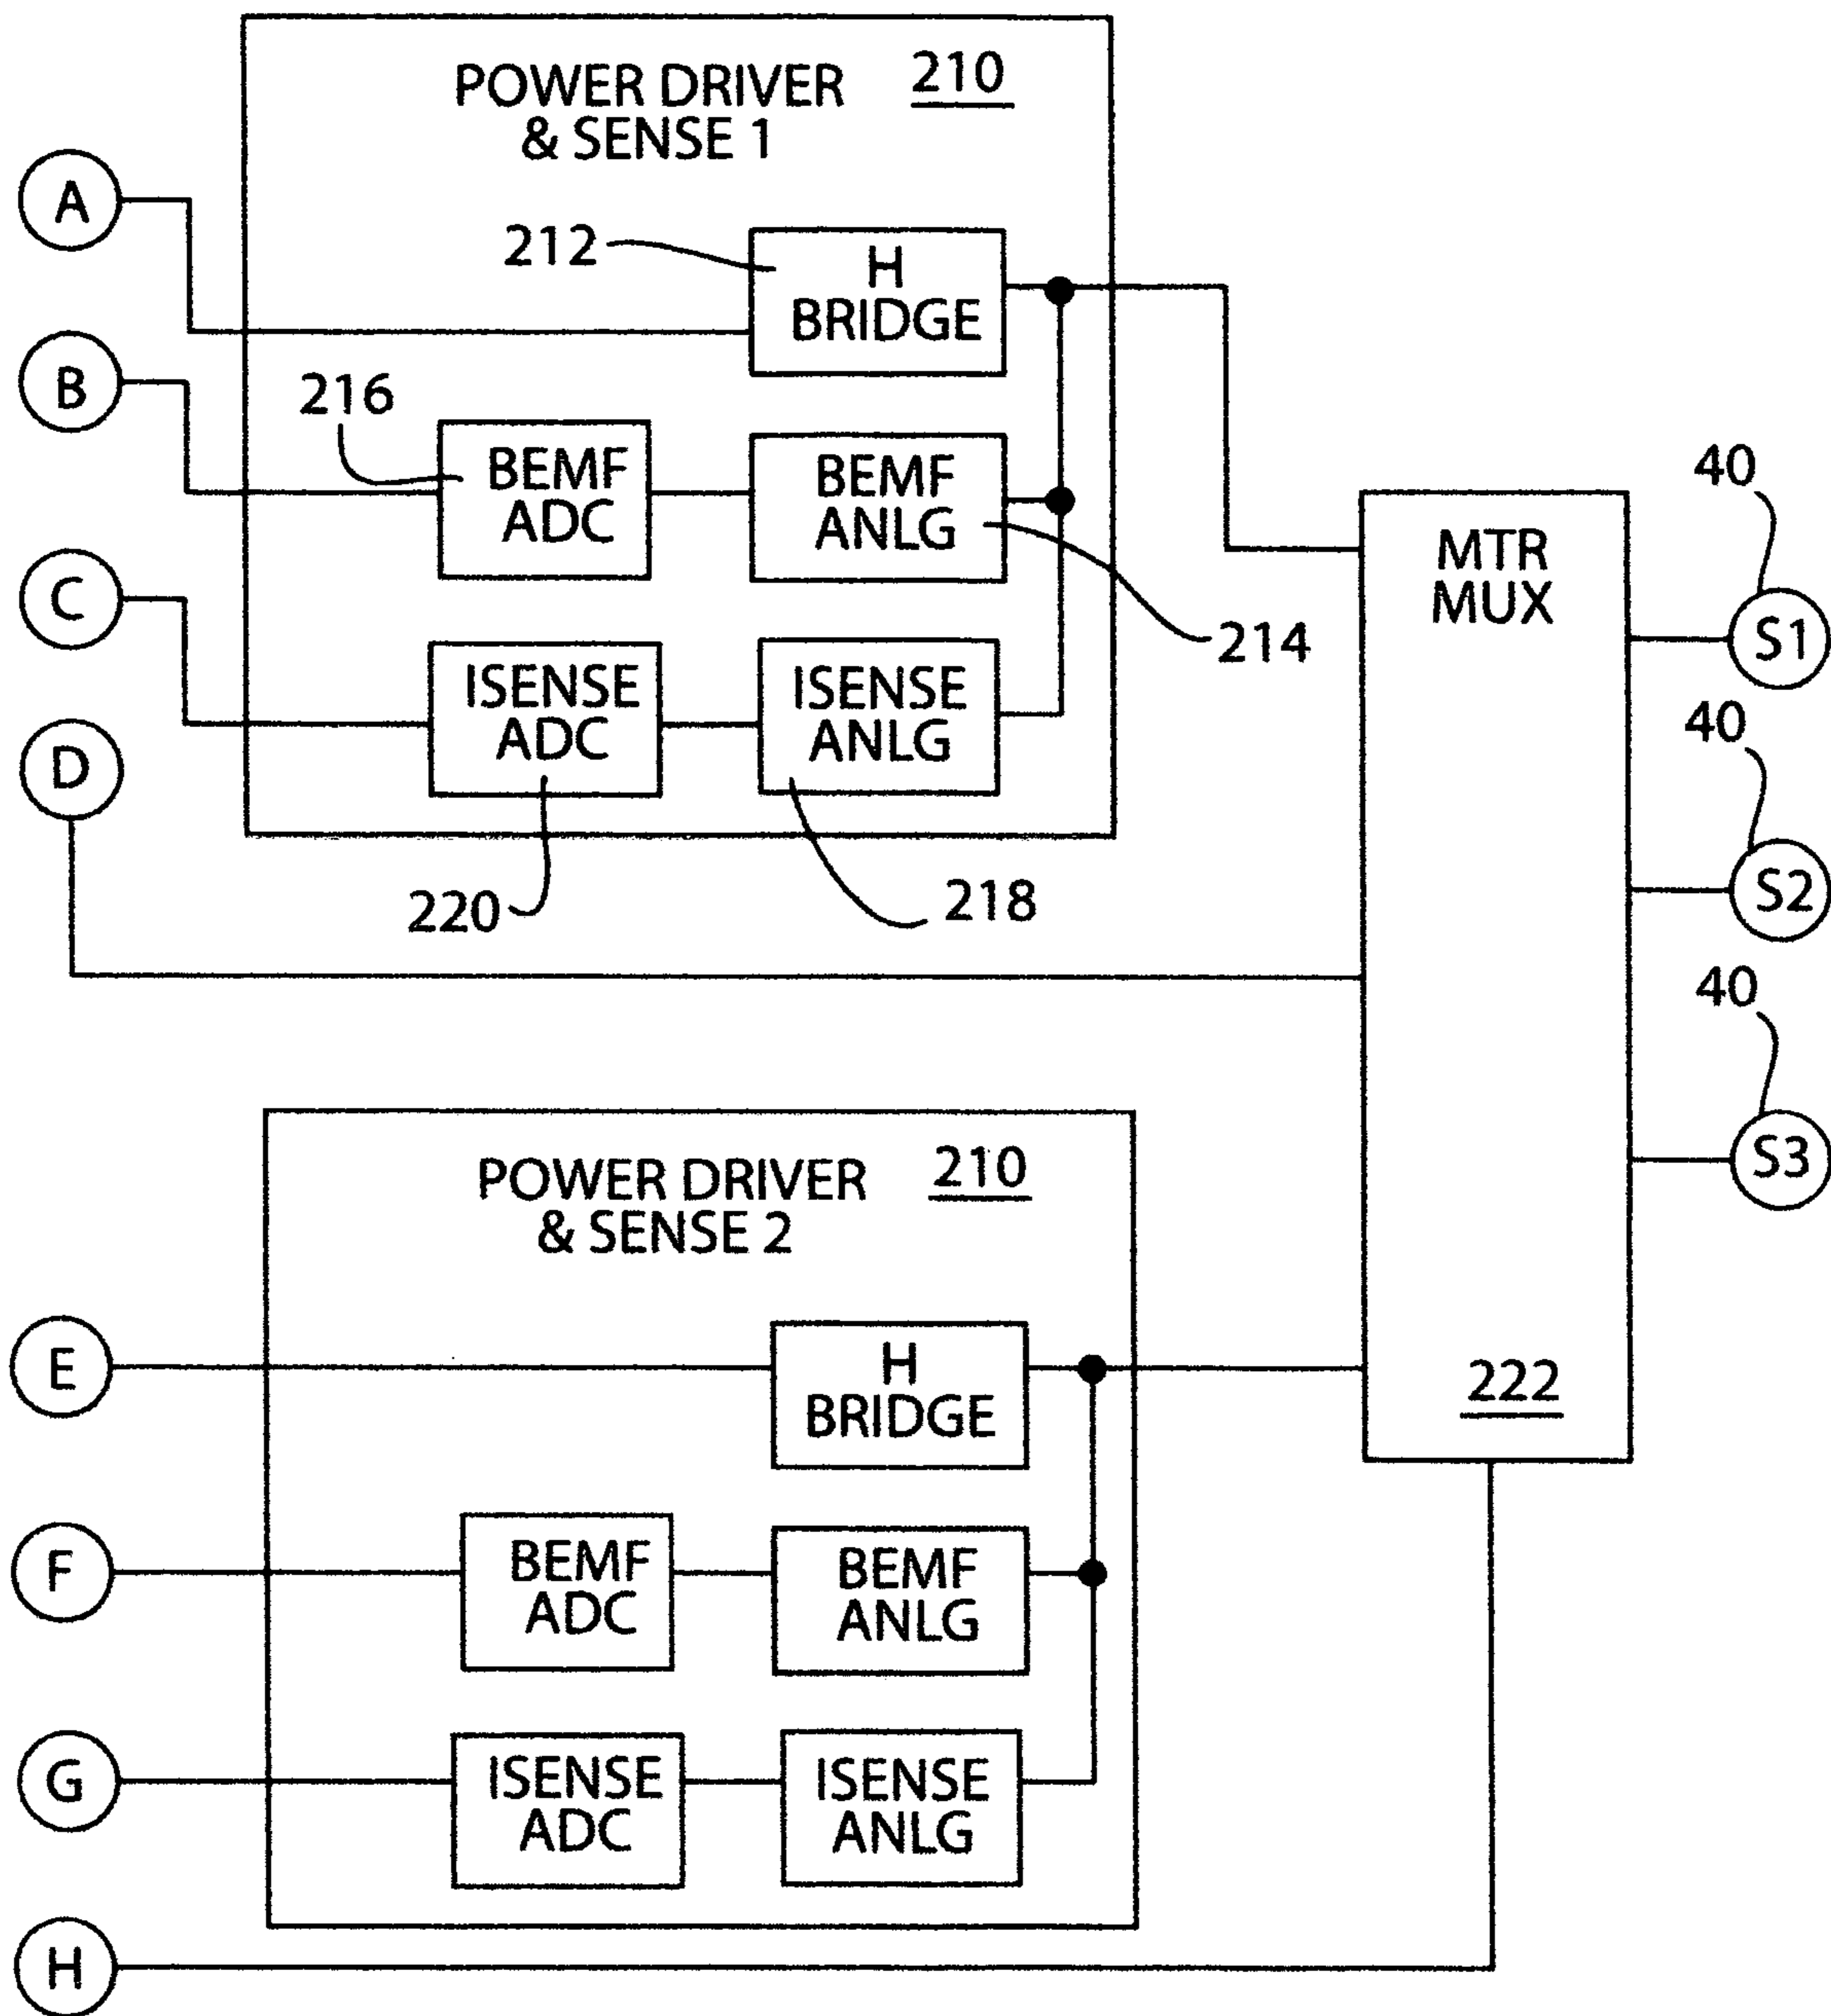 POWER DRIVER 210
& SENSE 1
A
212
H
BRIDGE
B
216
BEMF
ADC
BEMF
ANLG
214
C
ISENSE
ADC
ISENSE
ANLG
D
220
218
MTR
MUX
40
S1
40
S2
40
S3
222
POWER DRIVER 210
& SENSE 2
E
H
BRIDGE
F
BEMF
ADC
BEMF
ANLG
G
ISENSE
ADC
ISENSE
ANLG
H